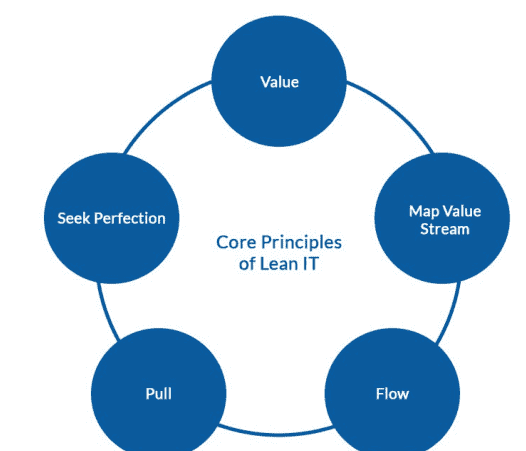 Value
Map Value
Stream
Seek Perfection
Core Principles
of Lean IT
Pull
Flow